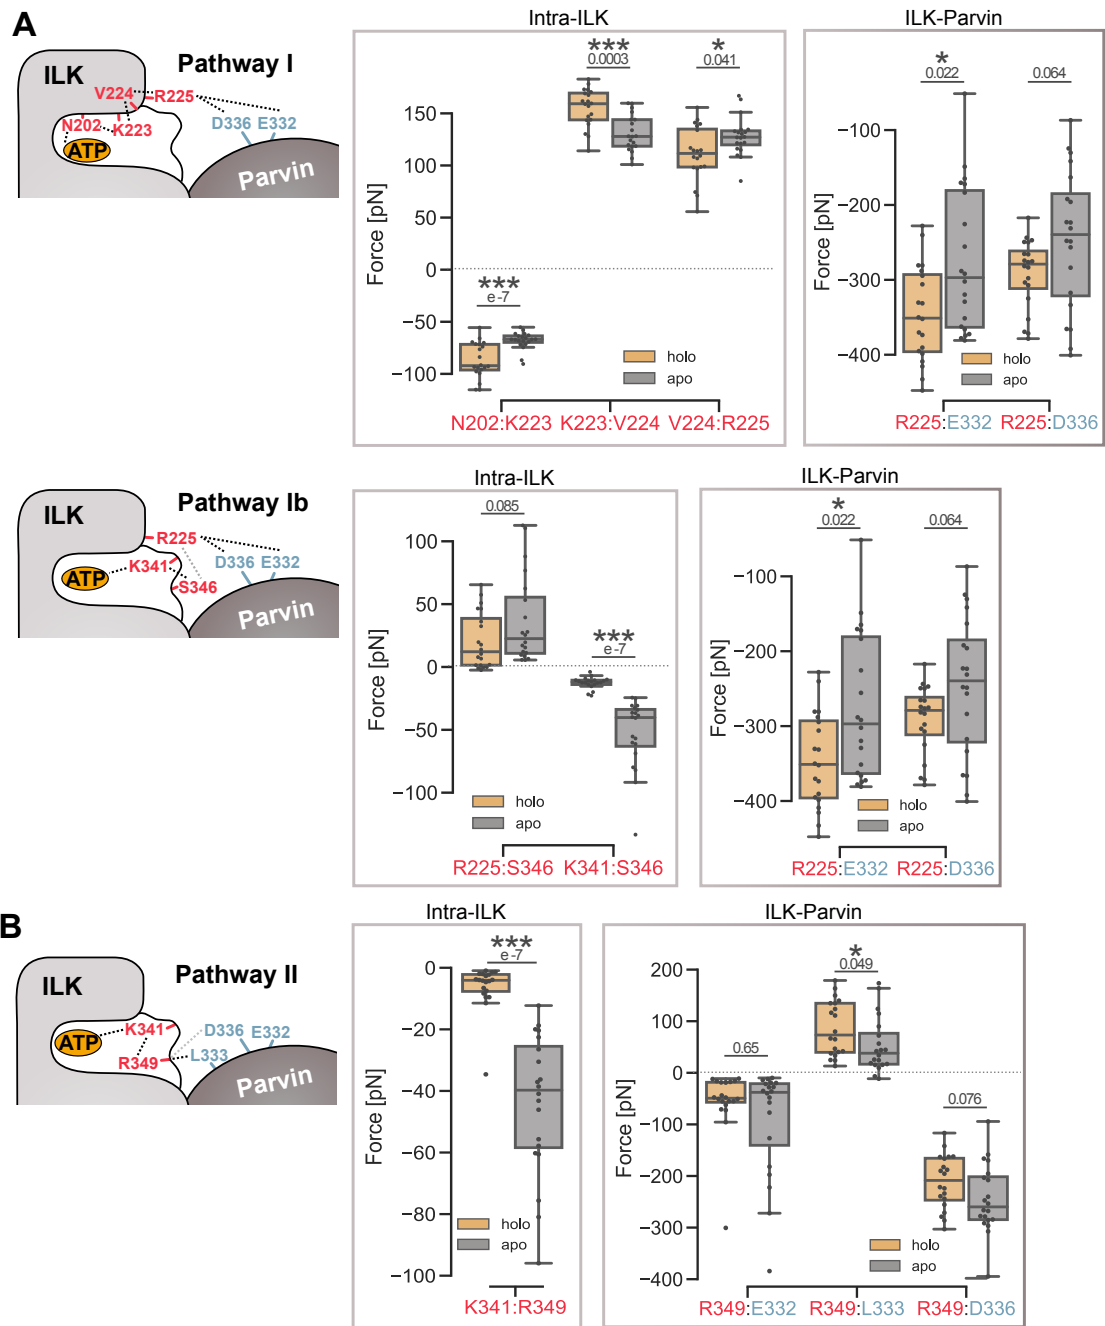 A
Pathway I
ILK
V224
R225
N202
K223
ATP
D336 E332
Parvin
Intra-ILK
Force [pN]
150
100
50
0
−50
−100
***
e-7
***
0.0003
*
0.041
holo
apo
N202:K223 K223:V224 V224:R225
ILK-Parvin
Force [pN]
−100
−200
−300
−400
*
0.022
0.064
holo
apo
R225:E332 R225:D336
Pathway Ib
ILK
R225
K341
ATP
S346
D336 E332
Parvin
Intra-ILK
Force [pN]
100
50
0
−50
−100
0.085
***
e-7
holo
apo
R225:S346 K341:S346
ILK-Parvin
Force [pN]
−100
−200
−300
−400
*
0.022
0.064
holo
apo
R225:E332 R225:D336
B
Pathway II
ILK
K341
ATP
R349
D336 E332
L333
Parvin
Intra-ILK
Force [pN]
0
−20
−40
−60
−80
−100
***
e-7
holo
apo
K341:R349
ILK-Parvin
Force [pN]
200
100
0
−100
−200
−300
−400
0.65
*
0.049
0.076
holo
apo
R349:E332 R349:L333 R349:D336